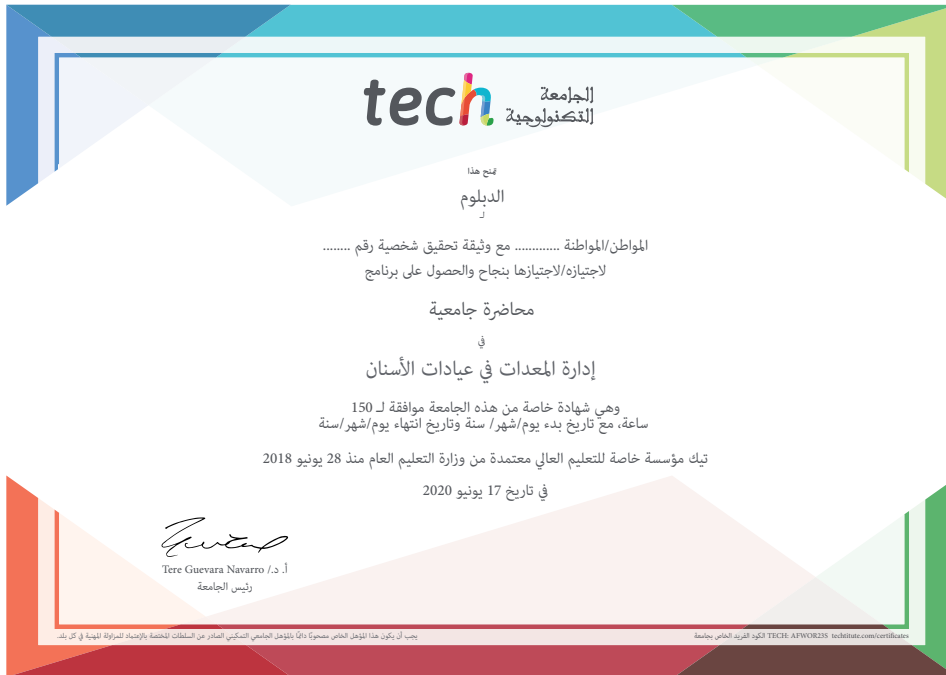 tech الجامعة
التكنولوجية
يمنح هذا
الدبلوم
لـ
المواطن/المواطنة ............ مع وثيقة تحقيق شخصية رقم ........
لاجتيازه/لاجتيازها بنجاح والحصول على برنامج
محاضرة جامعية
في
إدارة المعدات في عيادات الأسنان
وهي شهادة خاصة من هذه الجامعة موافقة لـ 150
ساعة، مع تاريخ بدء يوم/شهر/ سنة وتاريخ انتهاء يوم/شهر/سنة
تيك مؤسسة خاصة للتعليم العالي معتمدة من وزارة التعليم العام منذ 28 يونيو 2018
في تاريخ 17 يونيو 2020
أ. د./ Tere Guevara Navarro
رئيس الجامعة
يجب أن يكون هذا المؤهل الخاص مصحوبًا دائمًا بالمؤهل الجامعي التمكيني الصادر عن السلطات المختصة بالإعتماد للمزاولة المهنية في كل بلد.
الكود الفريد الخاص بجامعة TECH: AFWOR23S techtitute.com/certificates